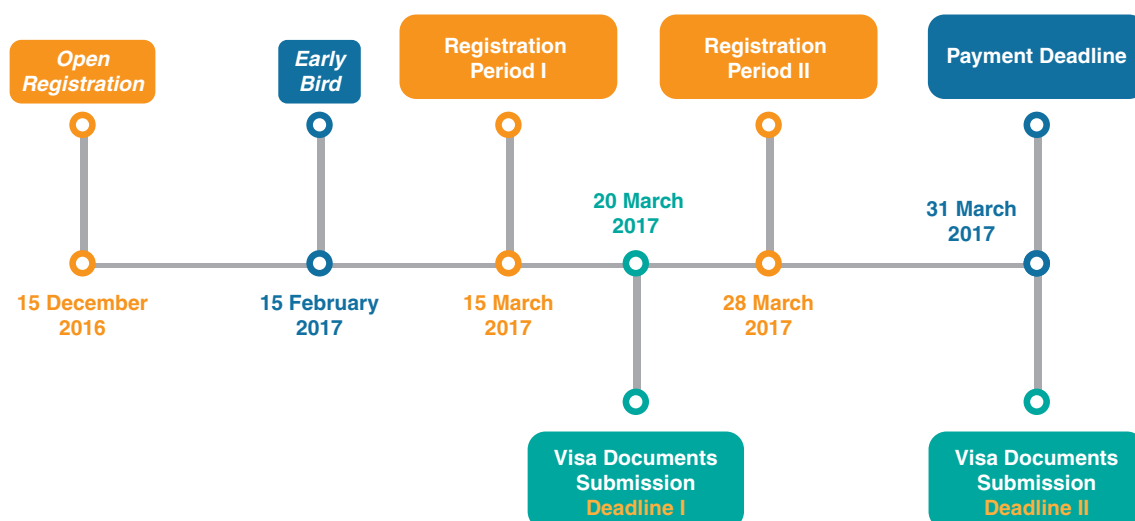 Open
Registration
Early
Bird
Registration
Period I
Registration
Period II
Payment Deadline
20 March
2017
31 March
2017
15 December
2016
15 February
2017
15 March
2017
28 March
2017
Visa Documents
Submission
Deadline I
Visa Documents
Submission
Deadline II